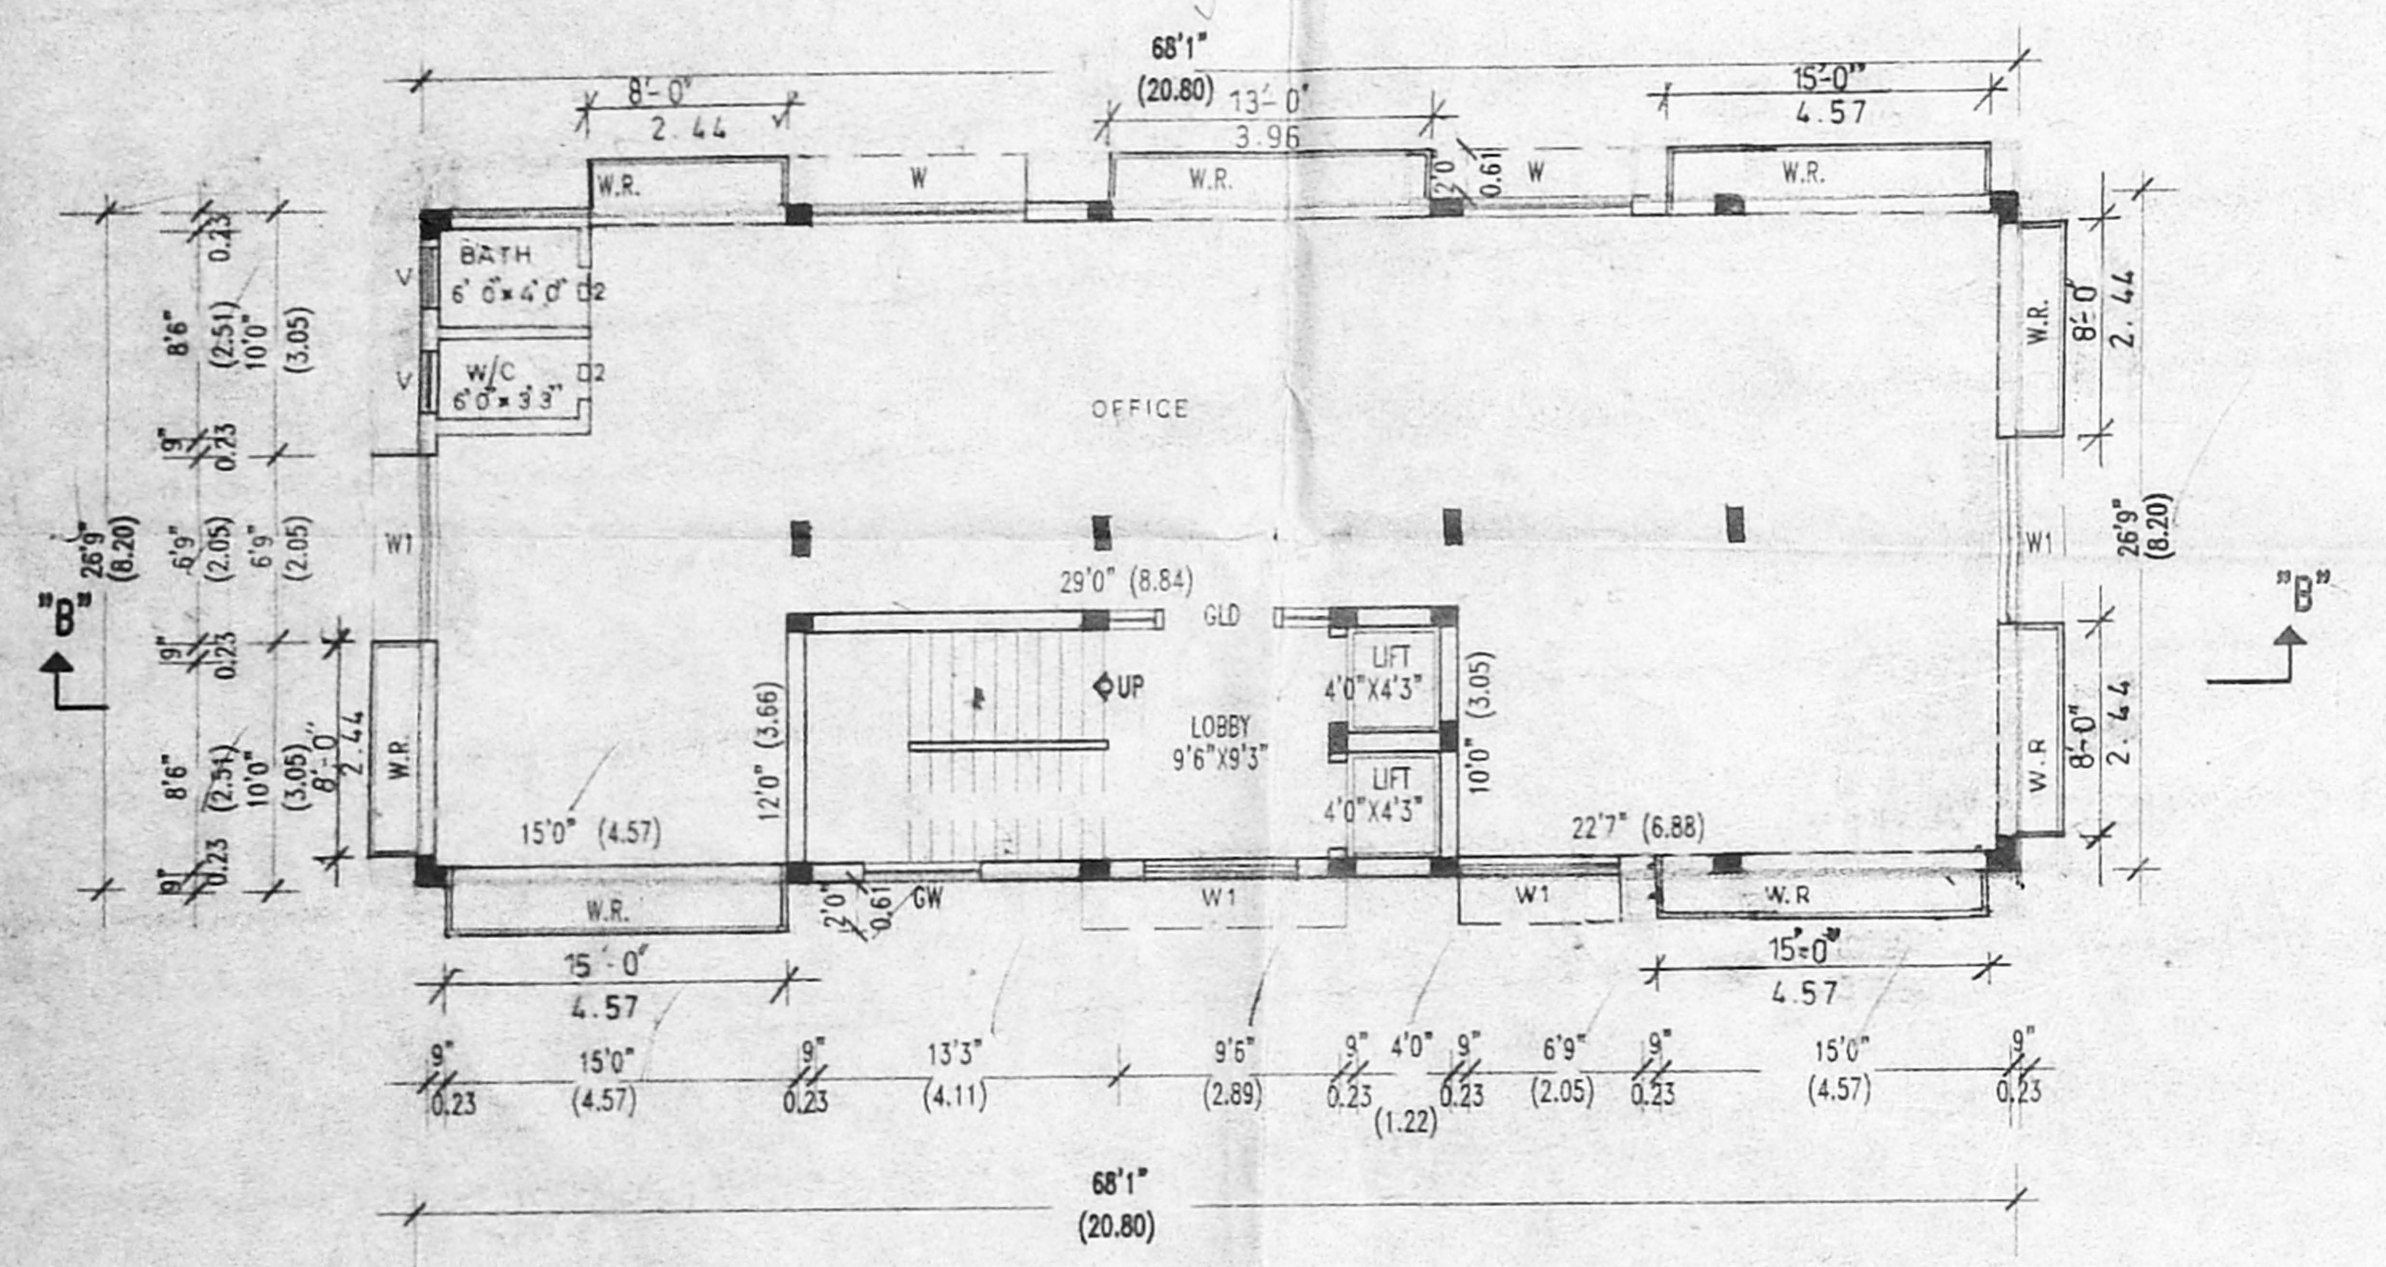 68'1"
(20.80)
8'-0"
2.44
13'-0"
3.96
15'-0"
4.57
W.R.
W
W.R.
2'0
0.61
W
W.R.
BATH
6' 0"x4' 0"
D2
V
W/C
6'0"x3'3"
D2
V
OFFICE
0.23
8'6"
(2.51)
10'0"
(3.05)
9"
0.23
26'9"
(8.20)
6'9"
(2.05)
6'9"
(2.05)
W1
"B"
9"
0.23
8'6"
(2.51)
10'0"
(3.05)
8'-0"
2.44
W.R.
9"
0.23
W.R.
8'-0"
2.44
W1
26'9"
(8.20)
"B"
W.R
8'-0"
2.44
29'0" (8.84)
GLD
UP
LIFT
4'0"X4'3"
LOBBY
9'6"X9'3"
LIFT
4'0"X4'3"
12'0" (3.66)
10'0" (3.05)
15'0" (4.57)
22'7" (6.88)
W.R.
2'0"
0.61
GW
W1
W1
W.R
15'-0"
4.57
15'-0"
4.57
9"
15'0"
9"
13'3"
9'6"
9"
4'0"
9"
6'9"
9"
15'0"
9"
0.23
(4.57)
0.23
(4.11)
(2.89)
0.23
(1.22)
0.23
(2.05)
0.23
(4.57)
0.23
68'1"
(20.80)